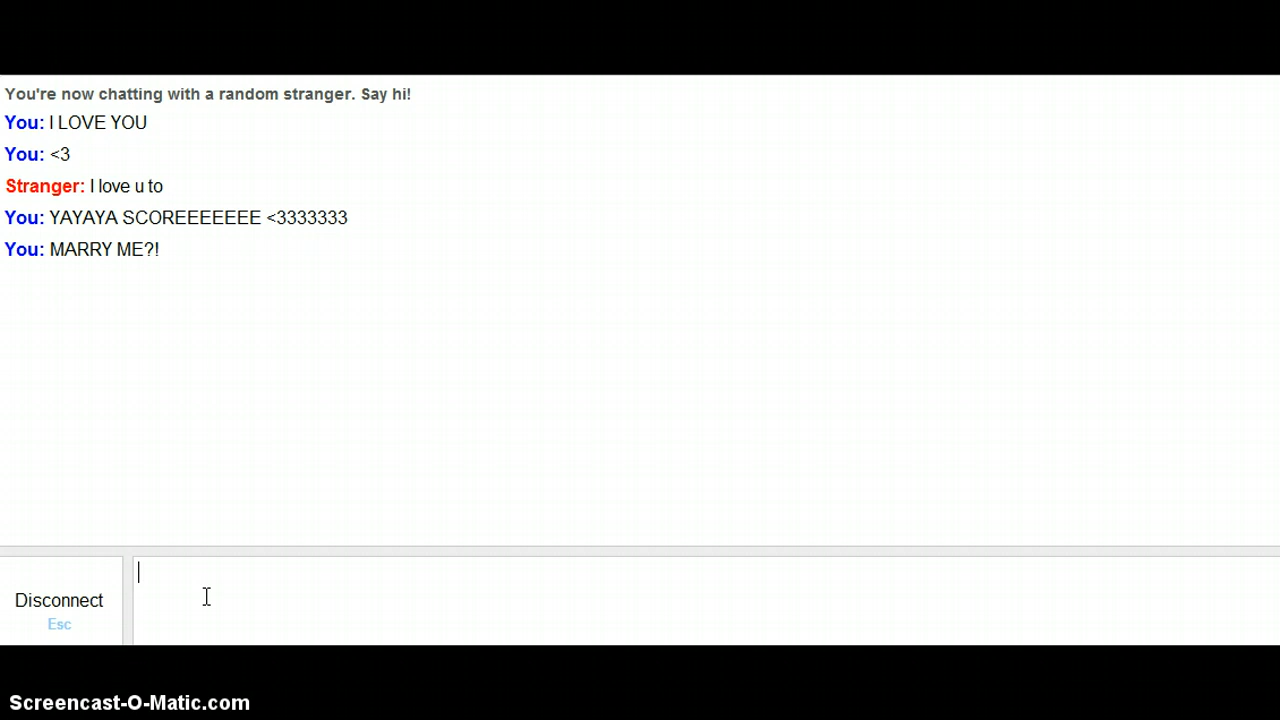 You're now chatting with a random stranger. Say hi!
You: I LOVE YOU
You: <3
Stranger: I love u to
You: YAYAYA SCOREEEEEEE <3333333
You: MARRY ME?!
Disconnect
Esc
Screencast-O-Matic.com